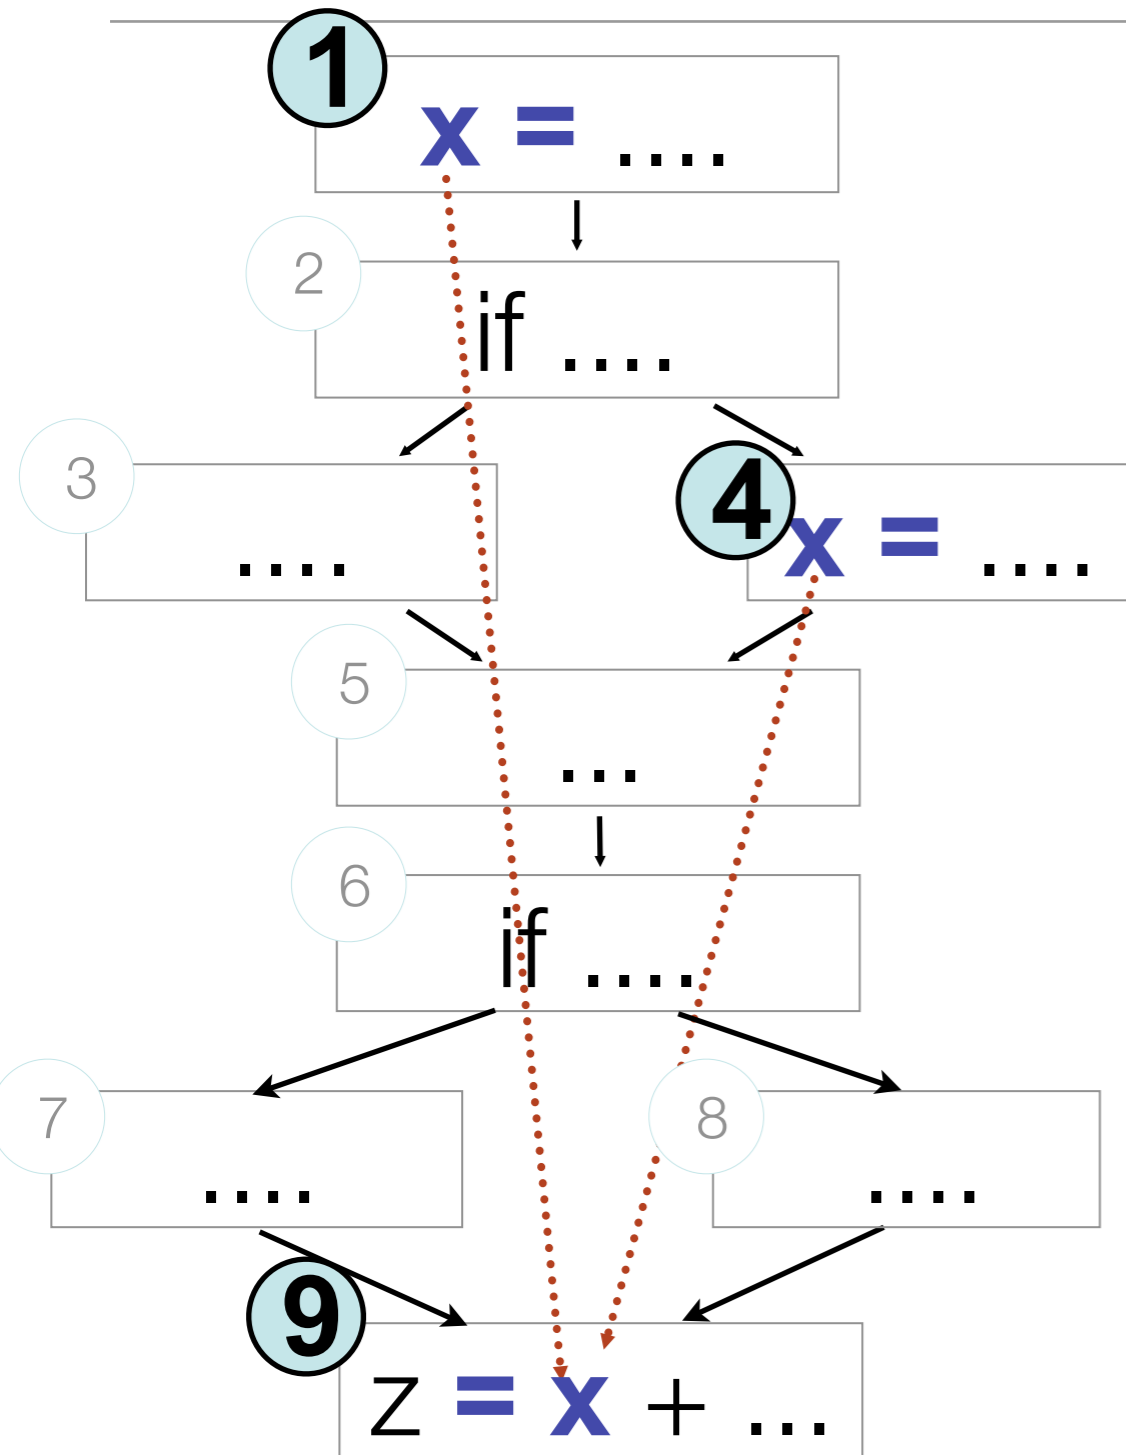 1
x = ....
2
if ....
3
....
4
x = ....
5
...
6
if ....
7
....
8
....
9
z = x + ...